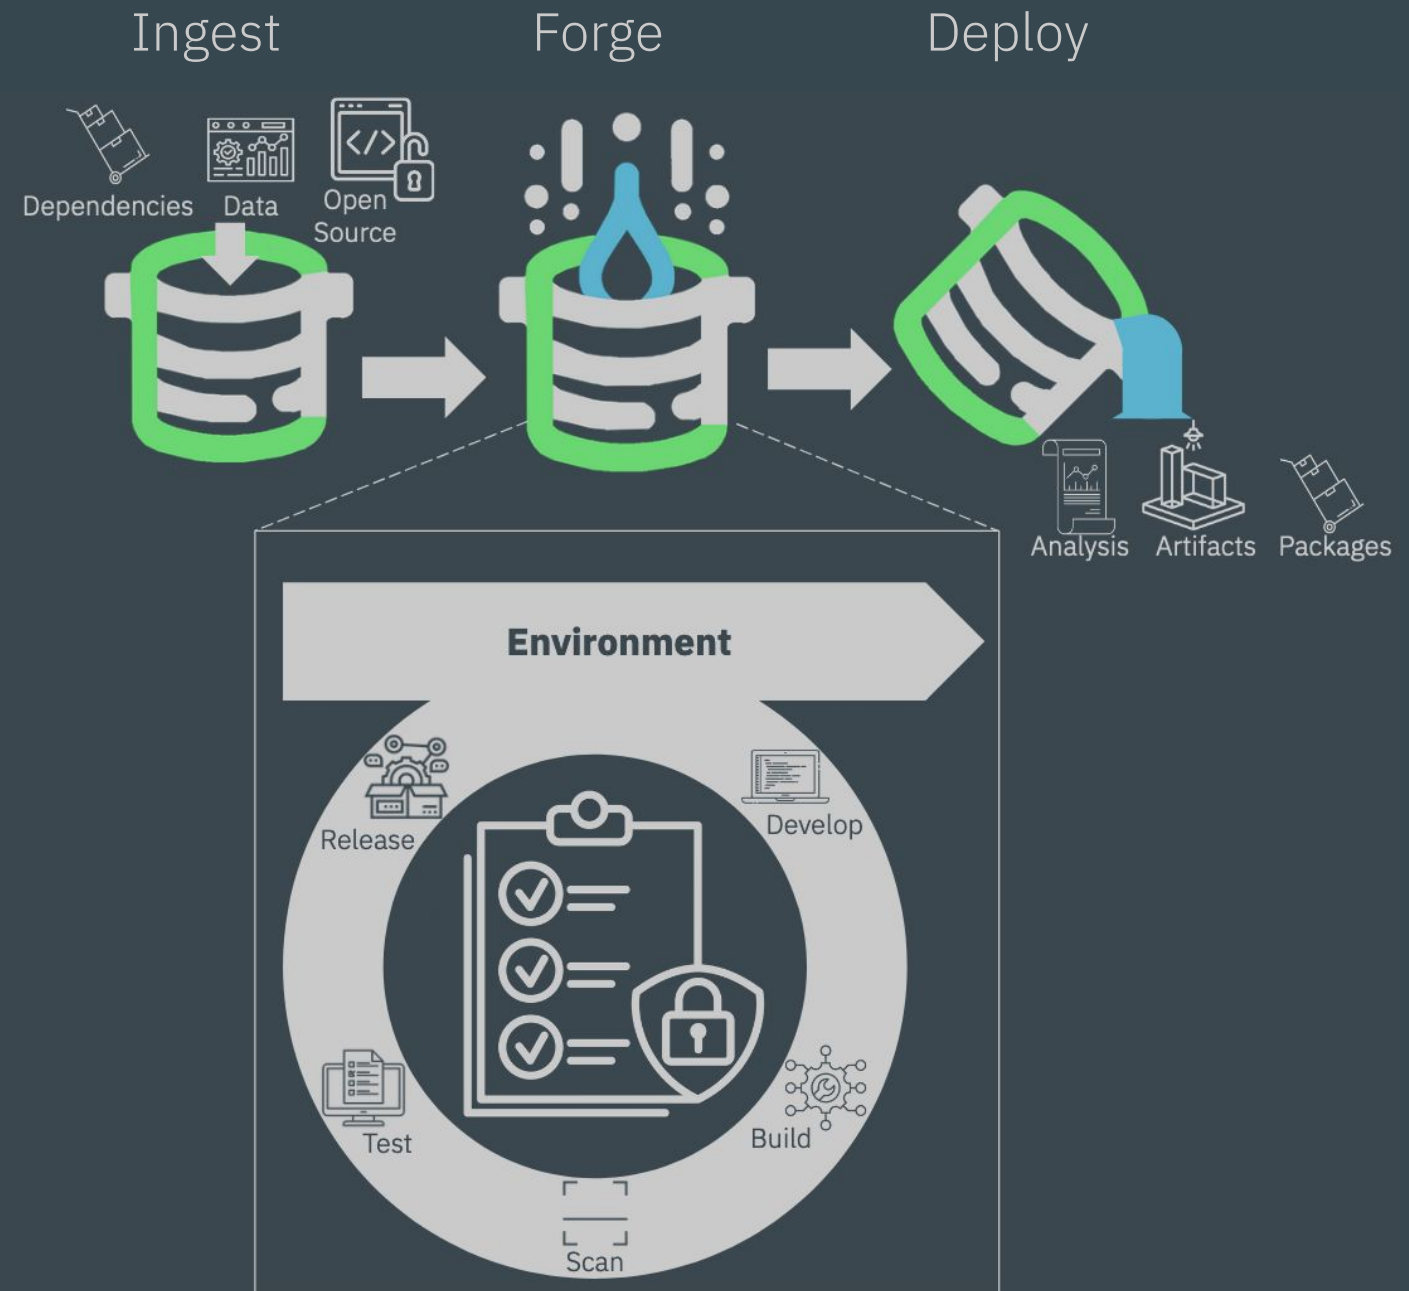 Ingest
Forge
Deploy
Dependencies
Data
Open
Source
</>
Analysis
Artifacts
Packages
Environment
Release
Develop
Test
Build
Scan